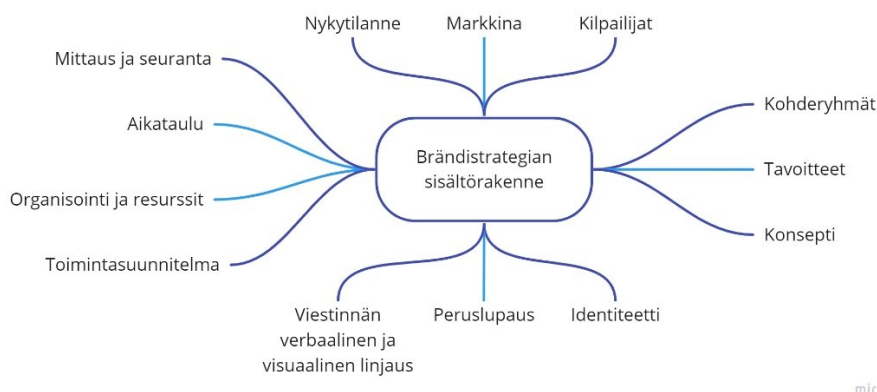 Nykytilanne
Markkina
Kilpailijat
Mittaus ja seuranta
Aikataulu
Organisointi ja resurssit
Toimintasuunnitelma
Brändistrategian
sisältörakenne
Kohderyhmät
Tavoitteet
Konsepti
Viestinnän
verbaalinen ja
visuaalinen linjaus
Peruslupaus
Identiteetti